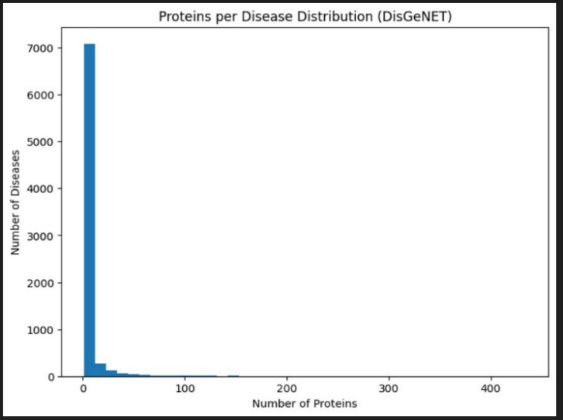 Proteins per Disease Distribution (DisGeNET)
7000
6000
5000
4000
3000
2000
1000
0
Number of Diseases
0 100 200 300 400
Number of Proteins